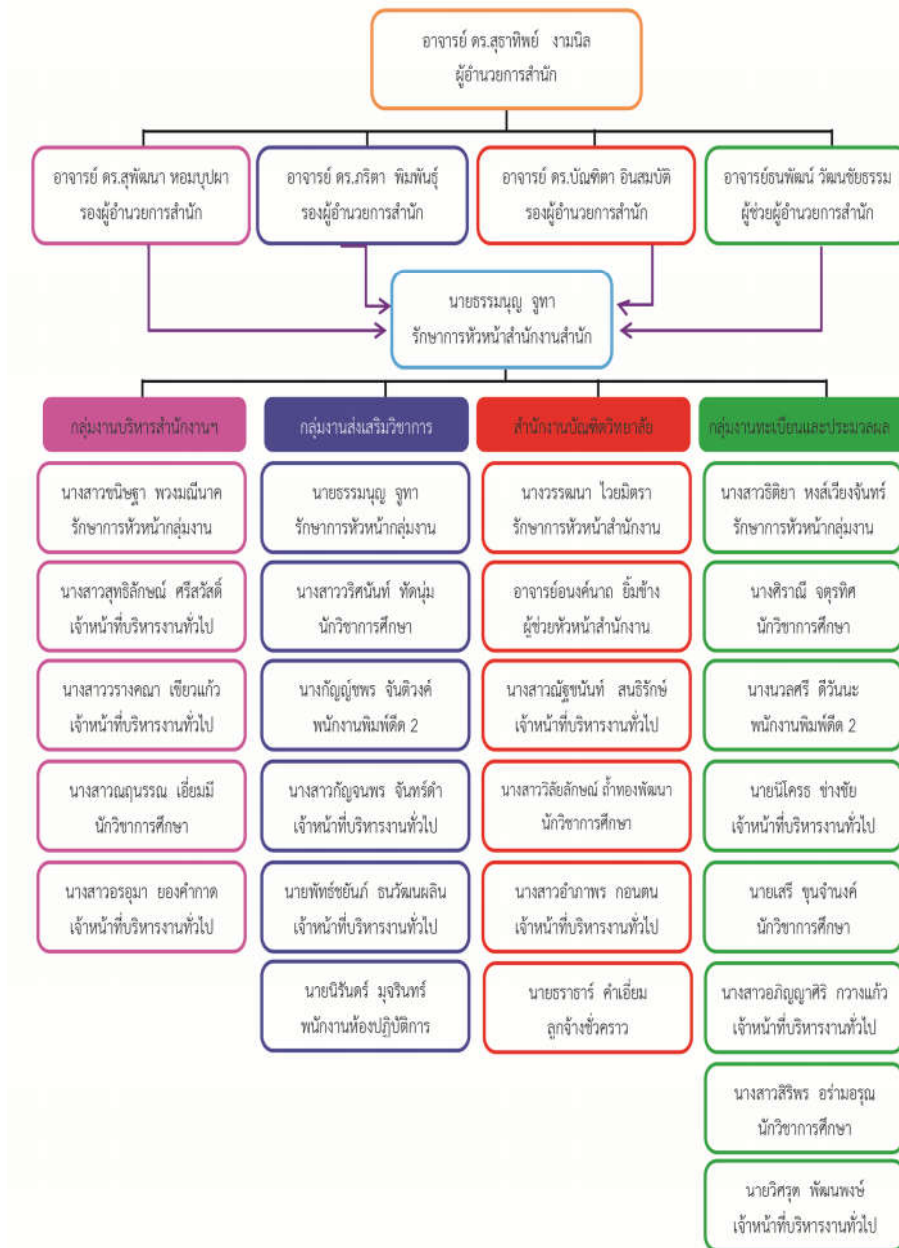 อาจารย์ ดร.สุธาทิพย์ งามนิล
ผู้อำนวยการสำนัก
อาจารย์ ดร.สุพัฒนา หอมบุปผา
รองผู้อำนวยการสำนัก
อาจารย์ ดร.ภริตา พิมพันธุ์
รองผู้อำนวยการสำนัก
อาจารย์ ดร.บัณฑิตา อินสมบัติ
รองผู้อำนวยการสำนัก
อาจารย์ธนพัฒน์ วัฒนชัยธรรม
ผู้ช่วยผู้อำนวยการสำนัก
นายธรรมนุญ จูทา
รักษาการหัวหน้าสำนักงานสำนัก
กลุ่มงานบริหารสำนักงานฯ
นางสาวชนิษฐา พวงมณีนาค
รักษาการหัวหน้ากลุ่มงาน
นางสาวสุทธิลักษณ์ ศรีสวัสดิ์
เจ้าหน้าที่บริหารงานทั่วไป
นางสาววรางคณา เขียวแก้ว
เจ้าหน้าที่บริหารงานทั่วไป
นางสาวณฤนรรณ เอี่ยมมี
นักวิชาการศึกษา
นางสาวอรอุมา ยองคำกาด
เจ้าหน้าที่บริหารงานทั่วไป
กลุ่มงานส่งเสริมวิชาการ
นายธรรมนุญ จูทา
รักษาการหัวหน้ากลุ่มงาน
นางสาววริศนันท์ ทัดนุ่ม
นักวิชาการศึกษา
นางกัญญ์ชพร จันติวงค์
พนักงานพิมพ์ดีด 2
นางสาวกัญจนพร จันทร์ดำ
เจ้าหน้าที่บริหารงานทั่วไป
นายพัทธ์ชยันภ์ ธนวัฒนผลิน
เจ้าหน้าที่บริหารงานทั่วไป
นายนิรันดร์ มุจรินทร์
พนักงานห้องปฏิบัติการ
สำนักงานบัณฑิตวิทยาลัย
นางวรรฒนา ไวยมิตรา
รักษาการหัวหน้าสำนักงาน
อาจารย์อนงค์นาถ ยิ้มช้าง
ผู้ช่วยหัวหน้าสำนักงาน
นางสาวณัฐชนันท์ สนธิรักษ์
เจ้าหน้าที่บริหารงานทั่วไป
นางสาววิลัยลักษณ์ ถ้ำทองพัฒนา
นักวิชาการศึกษา
นางสาวอำภาพร กอนตน
เจ้าหน้าที่บริหารงานทั่วไป
นายธราธาร์ คำเอี่ยม
ลูกจ้างชั่วคราว
กลุ่มงานทะเบียนและประมวลผล
นางสาวธิติยา หงส์เวียงจันทร์
รักษาการหัวหน้ากลุ่มงาน
นางศิราณี จตุรทิศ
นักวิชาการศึกษา
นางนวลศรี ดีวันนะ
พนักงานพิมพ์ดีด 2
นายนิโครธ ช่างชัย
เจ้าหน้าที่บริหารงานทั่วไป
นายเสรี ขุนจำนงค์
นักวิชาการศึกษา
นางสาวอภิญญาศิริ กวางแก้ว
เจ้าหน้าที่บริหารงานทั่วไป
นางสาวสิริพร อร่ามอรุณ
นักวิชาการศึกษา
นายวิศรุต พัฒนพงษ์
เจ้าหน้าที่บริหารงานทั่วไป